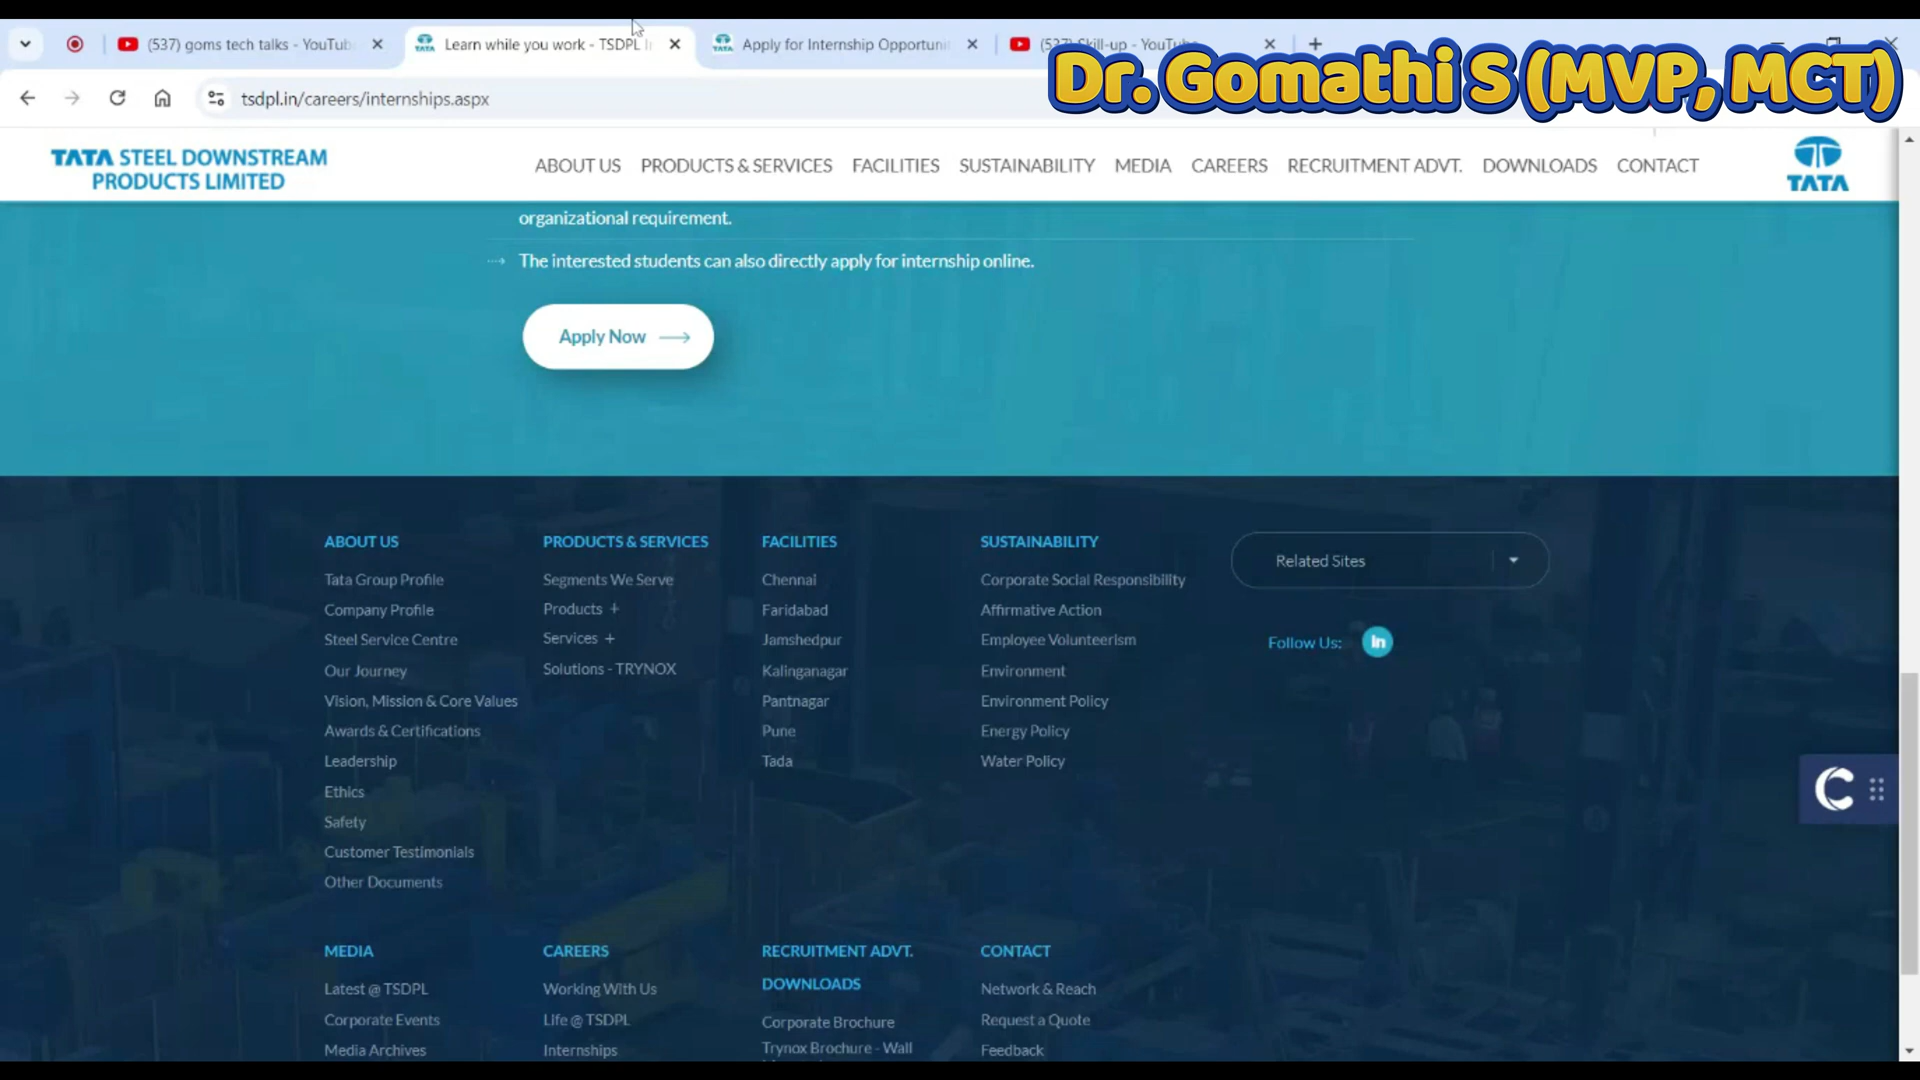 (537) goms tech talks - YouTub
Learn while you work - TSDPL I
Apply for Internship Opportuni
(537) Skill-up - YouTube
Dr. Gomathi S (MVP, MCT)
tsdpl.in/careers/internships.aspx
TATA STEEL DOWNSTREAM
PRODUCTS LIMITED
ABOUT US
PRODUCTS & SERVICES
FACILITIES
SUSTAINABILITY
MEDIA
CAREERS
RECRUITMENT ADVT.
DOWNLOADS
CONTACT
TATA
organizational requirement.
The interested students can also directly apply for internship online.
Apply Now
ABOUT US
Tata Group Profile
Company Profile
Steel Service Centre
Our Journey
Vision, Mission & Core Values
Awards & Certifications
Leadership
Ethics
Safety
Customer Testimonials
Other Documents
PRODUCTS & SERVICES
Segments We Serve
Products +
Services +
Solutions - TRYNOX
FACILITIES
Chennai
Faridabad
Jamshedpur
Kalinganagar
Pantnagar
Pune
Tada
SUSTAINABILITY
Corporate Social Responsibility
Affirmative Action
Employee Volunteerism
Environment
Environment Policy
Energy Policy
Water Policy
Related Sites
Follow Us:
in
MEDIA
Latest @ TSDPL
Corporate Events
Media Archives
CAREERS
Working With Us
Life @ TSDPL
Internships
RECRUITMENT ADVT.
DOWNLOADS
Corporate Brochure
Trynox Brochure - Wall
CONTACT
Network & Reach
Request a Quote
Feedback